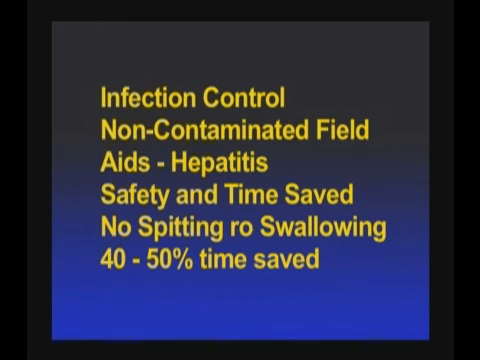 Infection Control
Non-Contaminated Field
Aids - Hepatitis
Safety and Time Saved
No Spitting ro Swallowing
40 - 50% time saved